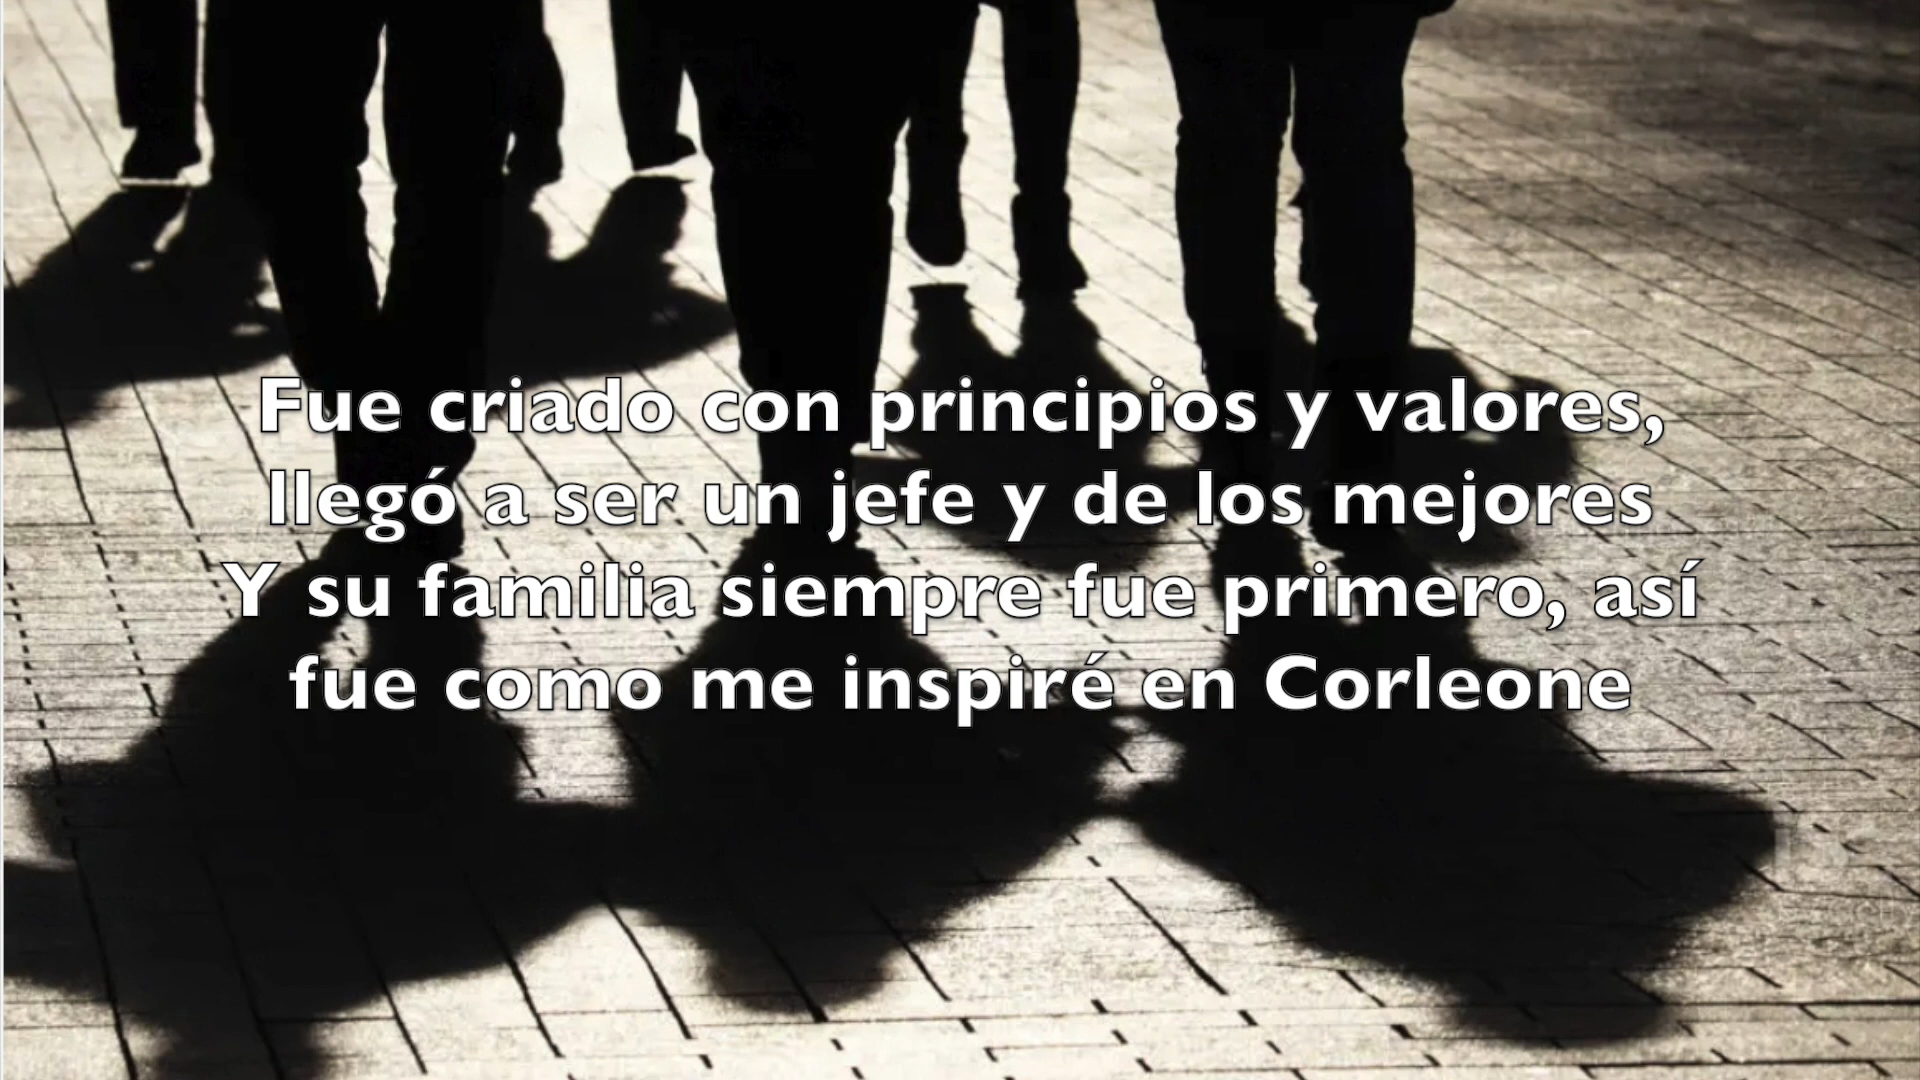 Fue criado con principios y valores,
llegó a ser un jefe y de los mejores
Y su familia siempre fue primero, así
fue como me inspiré en Corleone